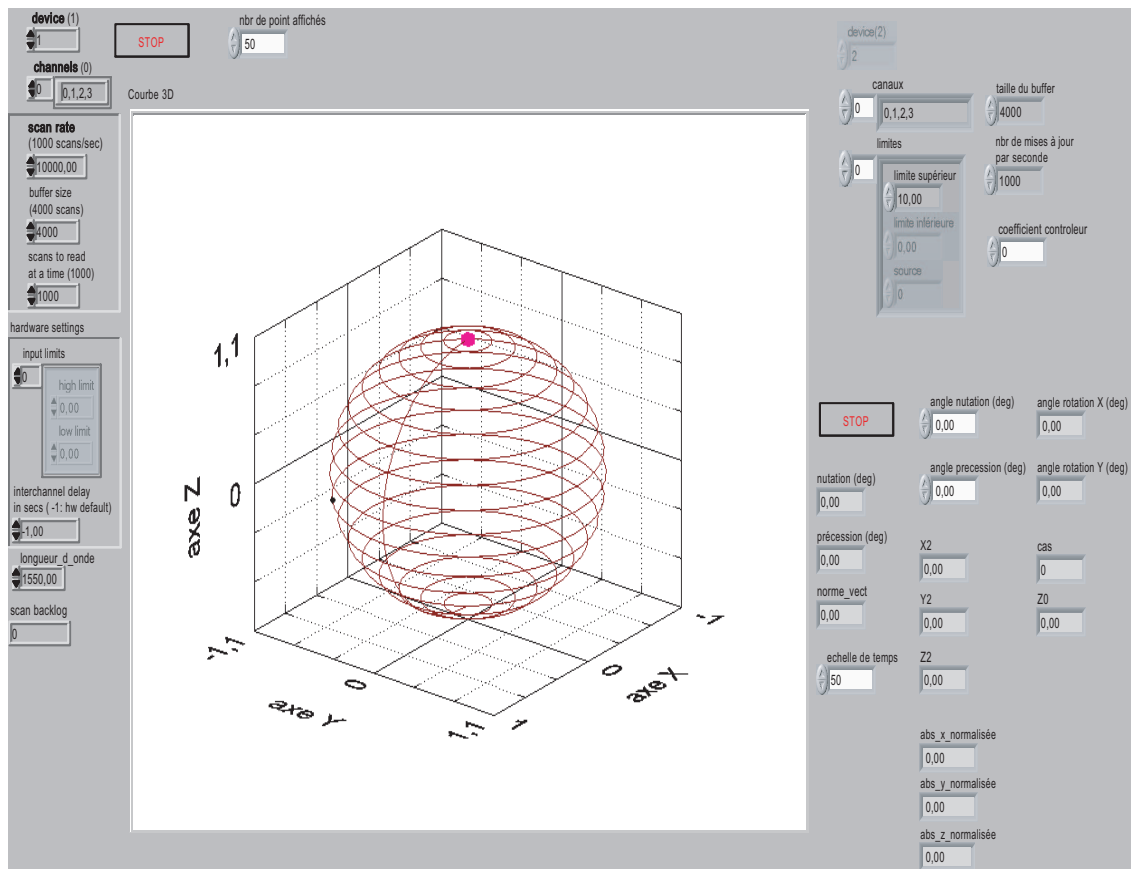 device (1)
1
STOP
nbr de point affichés
50
channels (0)
0
0,1,2,3
Courbe 3D
scan rate
(1000 scans/sec)
10000,00
buffer size
(4000 scans)
4000
scans to read
at a time (1000)
1000
hardware settings
input limits
0
high limit
0,00
low limit
0,00
interchannel delay
in secs ( -1: hw default)
-1,00
longueur_d_onde
1550,00
scan backlog
0
1,1
0
axe Z
-1,1
0
1,1
axe Y
1
0
-1
axe X
device(2)
2
canaux
0
0,1,2,3
taille du buffer
4000
limites
0
limite supérieur
10,00
limite inférieure
0,00
source
0
nbr de mises à jour
par seconde
1000
coefficient controleur
0
STOP
angle nutation (deg)
0,00
angle rotation X (deg)
0,00
nutation (deg)
0,00
angle precession (deg)
0,00
angle rotation Y (deg)
0,00
précession (deg)
0,00
X2
0,00
cas
0
norme_vect
0,00
Y2
0,00
Z0
0,00
echelle de temps
50
Z2
0,00
abs_x_normalisée
0,00
abs_y_normalisée
0,00
abs_z_normalisée
0,00